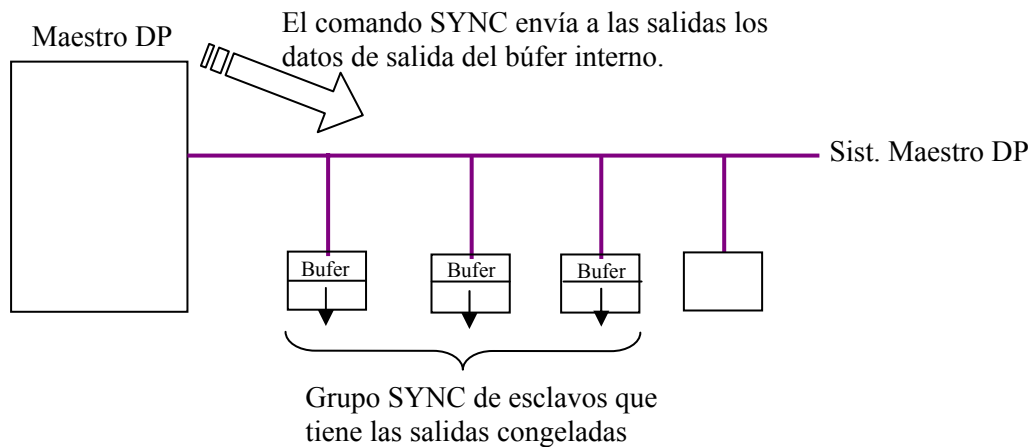 Maestro DP
El comando SYNC envía a las salidas los
datos de salida del búfer interno.
Sist. Maestro DP
Bufer
Bufer
Bufer
Grupo SYNC de esclavos que
tiene las salidas congeladas